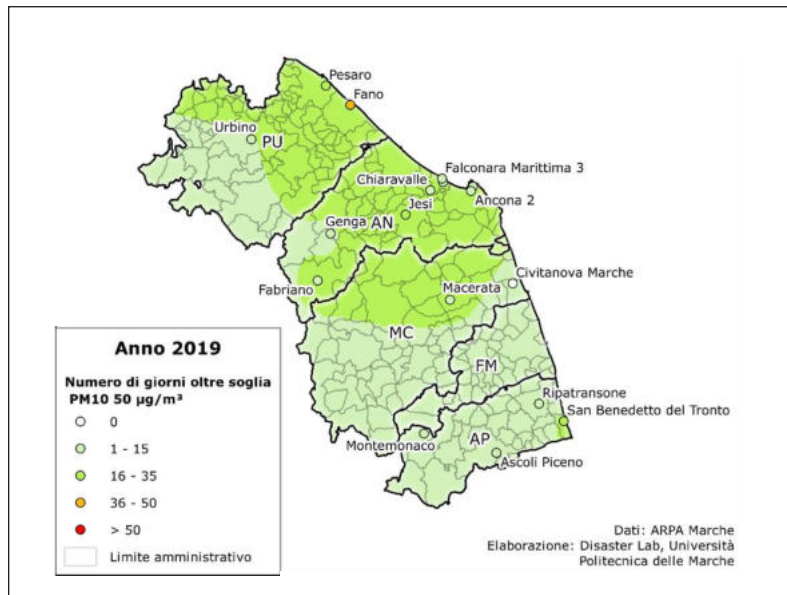 Pesaro
Fano
Urbino
PU
Falconara Marittima 3
Chiaravalle
Ancona 2
Jesi
Genga
AN
Civitanova Marche
Fabriano
Macerata
MC
Anno 2019
FM
Numero di giorni oltre soglia
PM10 50 µg/m³
Ripatransone
0
San Benedetto del Tronto
1 - 15
AP
Montemonaco
16 - 35
Ascoli Piceno
36 - 50
> 50
Limite amministrativo
Dati: ARPA Marche
Elaborazione: Disaster Lab, Università
Politecnica delle Marche